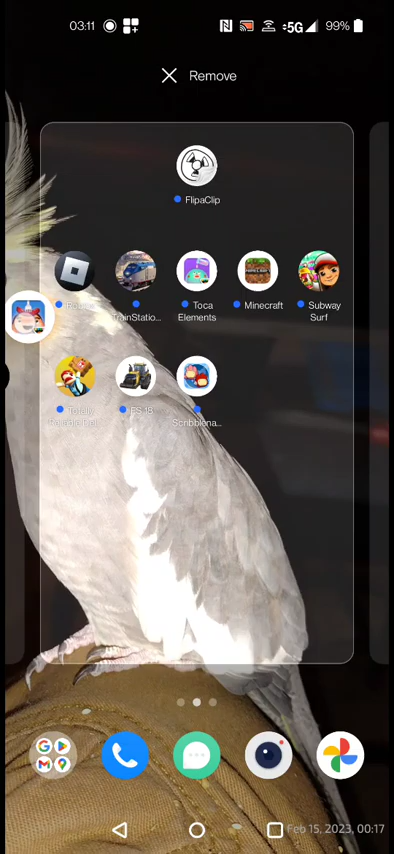 03:11
5G
99%
Remove
FlipaClip
TrainStatio...
Toca
Elements
Minecraft
Subway
Surf
Totally
FS 18
Scribblena...
Feb 15, 2023, 00:17